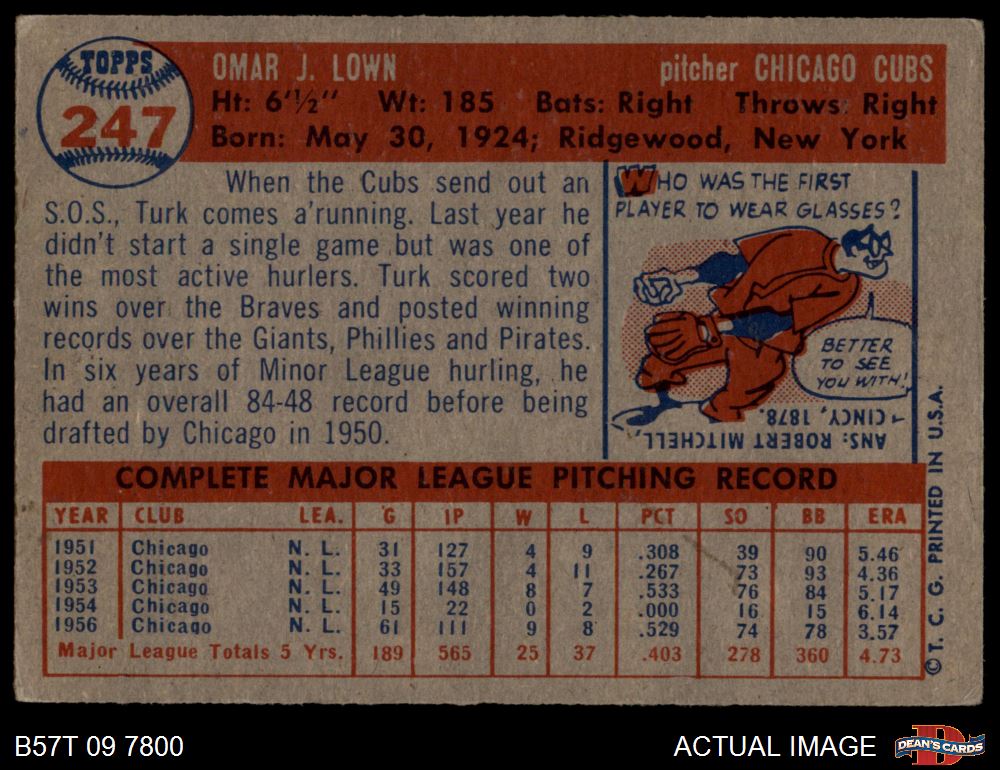 TOPPS
247
OMAR J. LOWN pitcher CHICAGO CUBS
Ht: 6'½" Wt: 185 Bats: Right Throws: Right
Born: May 30, 1924; Ridgewood, New York
When the Cubs send out an
S.O.S., Turk comes a'running. Last year he
didn't start a single game but was one of
the most active hurlers. Turk scored two
wins over the Braves and posted winning
records over the Giants, Phillies and Pirates.
In six years of Minor League hurling, he
had an overall 84-48 record before being
drafted by Chicago in 1950.
WHO WAS THE FIRST
PLAYER TO WEAR GLASSES?
BETTER
TO SEE
YOU WITH!
ANS: ROBERT MITCHELL,
CINCY, 1878.
COMPLETE MAJOR LEAGUE PITCHING RECORD
YEAR CLUB LEA. G IP W L PCT SO BB ERA
1951 Chicago N. L. 31 127 4 9 .308 39 90 5.46
1952 Chicago N. L. 33 157 4 11 .267 73 93 4.36
1953 Chicago N. L. 49 148 8 7 .533 76 84 5.17
1954 Chicago N. L. 15 22 0 2 .000 16 15 6.14
1956 Chicago N. L. 61 111 9 8 .529 74 78 3.57
Major League Totals 5 Yrs. 189 565 25 37 .403 278 360 4.73
© T. C. G. PRINTED IN U.S.A.
B57T 09 7800 ACTUAL IMAGE
D
DEAN'S CARDS